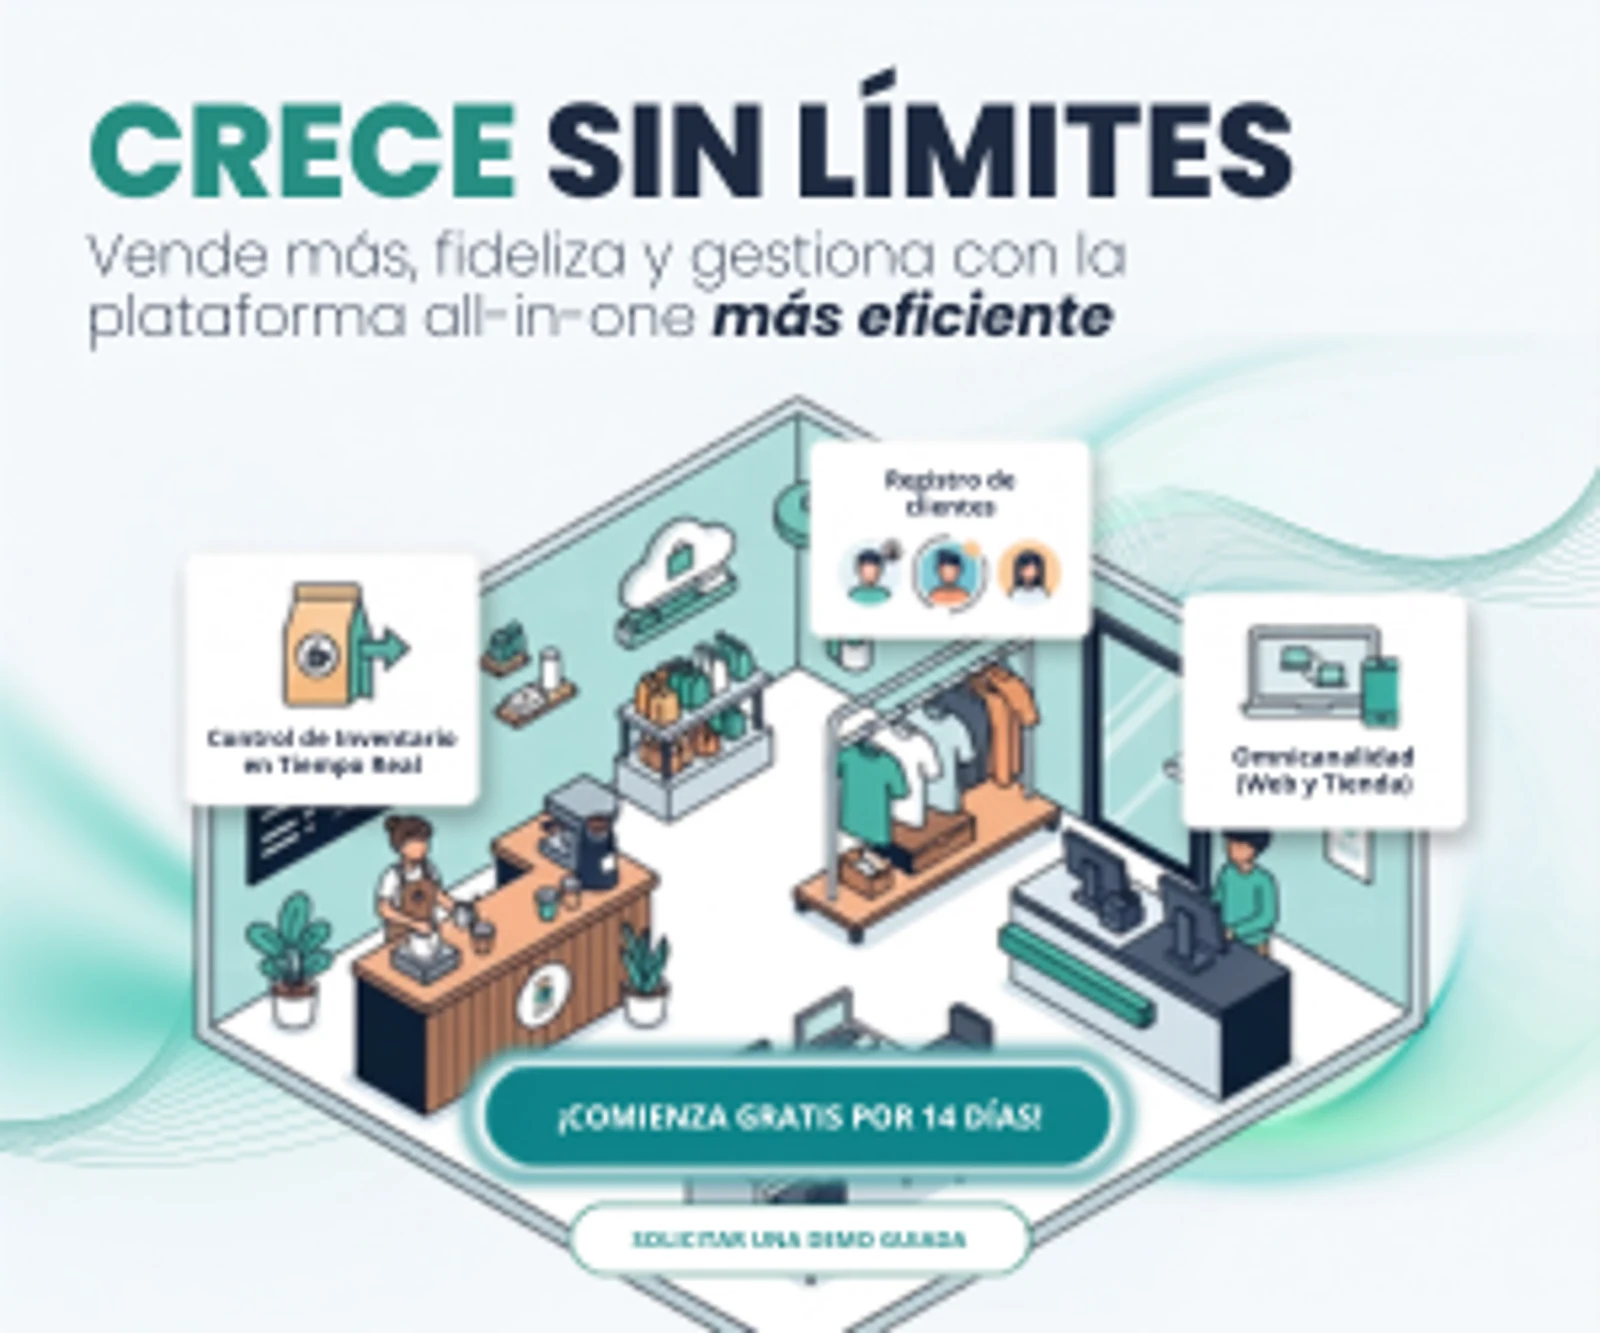 CRECE SIN LÍMITES
Vende más, fideliza y gestiona con la
plataforma all-in-one más eficiente
Registro de
clientes
Control de Inventario
en Tiempo Real
Omnicanalidad
(Web y Tienda)
¡COMIENZA GRATIS POR 14 DÍAS!
SOLICITAR UNA DEMO GUIADA